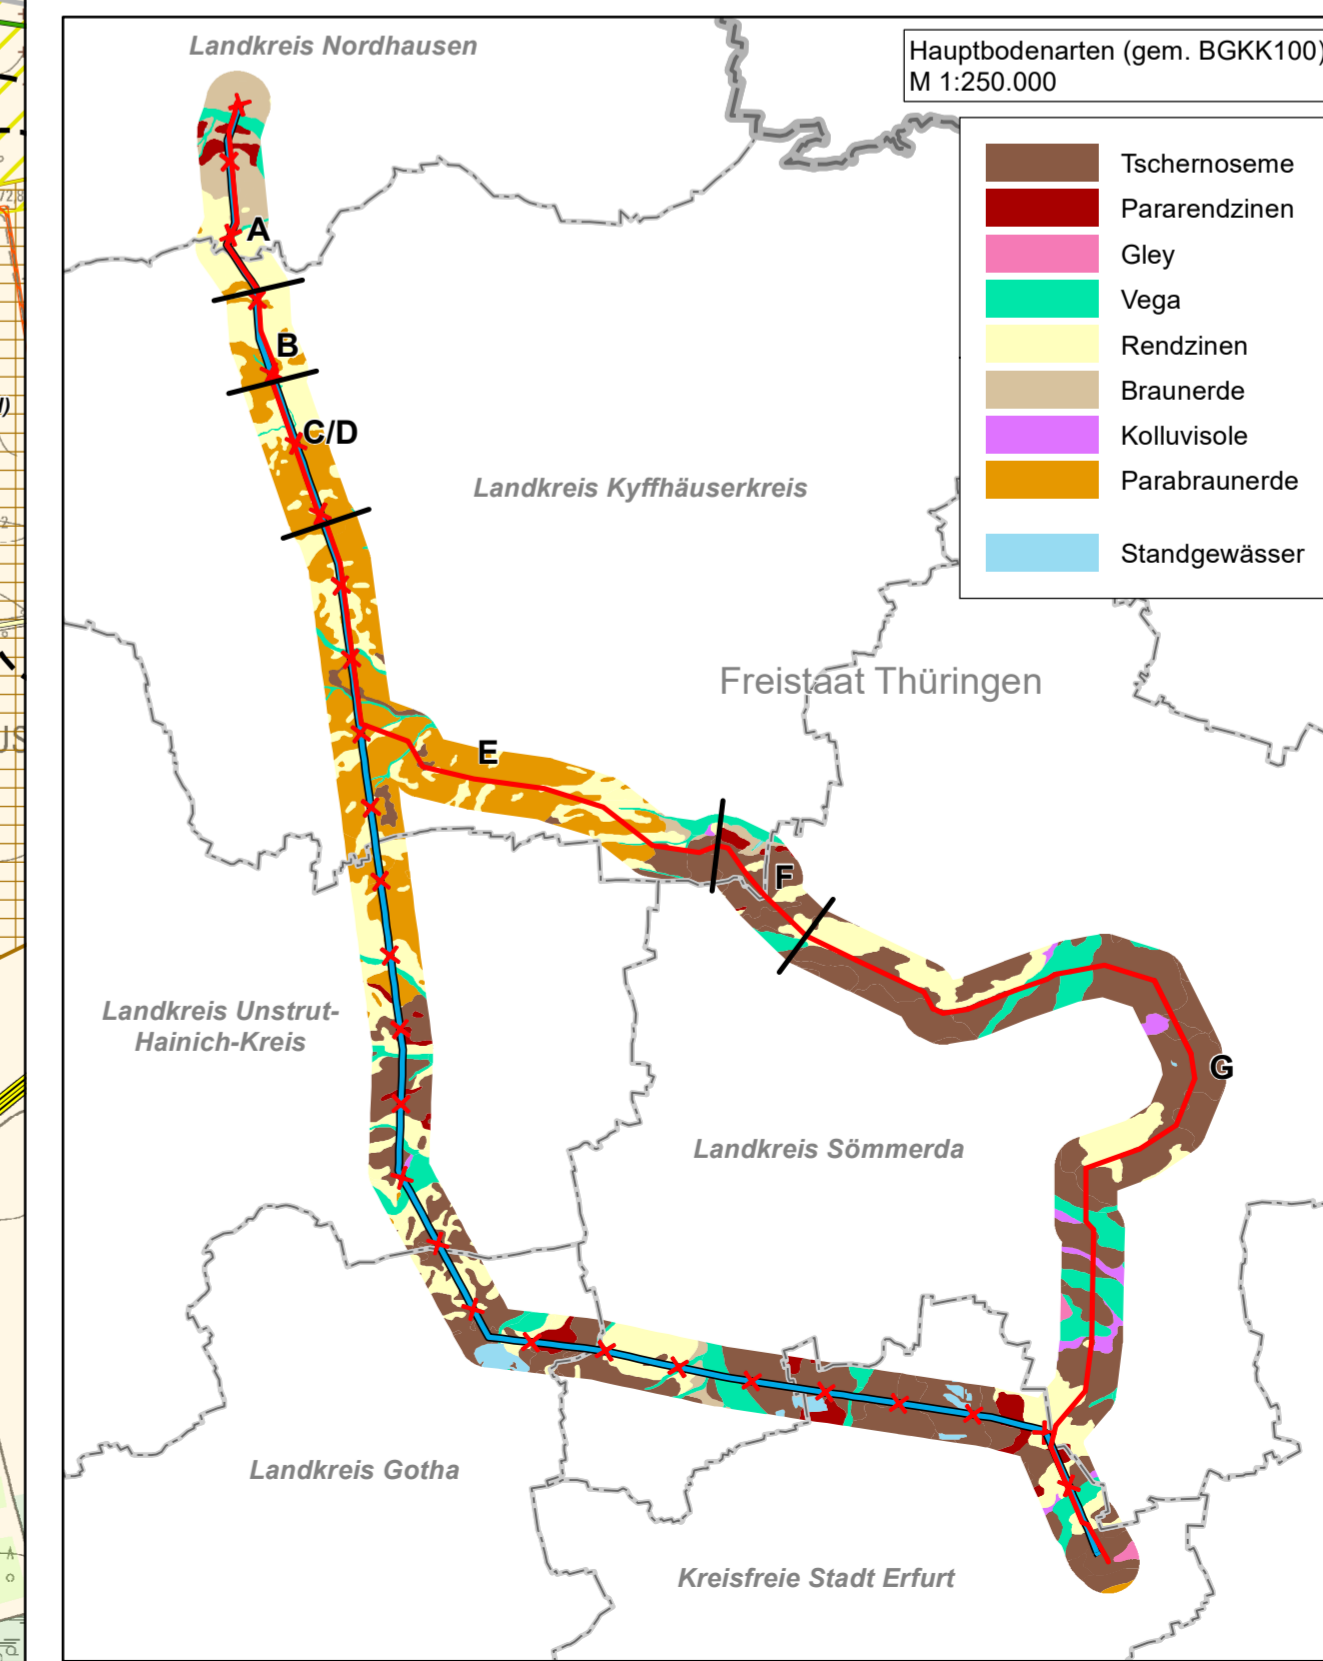 Landkreis Nordhausen
Hauptbodenarten (gem. BGKK100)
M 1:250.000
Tschernoseme
Pararendzinen
Gley
Vega
Rendzinen
Braunerde
Kolluvisole
Parabraunerde
Standgewässer
A
B
C/D
Landkreis Kyffhäuserkreis
Freistaat Thüringen
E
F
Landkreis Unstrut-
Hainich-Kreis
G
Landkreis Sömmerda
Landkreis Gotha
Kreisfreie Stadt Erfurt